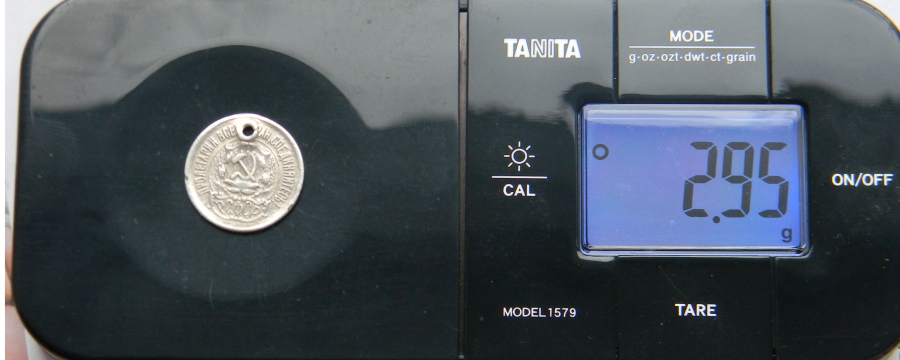 TANITA
MODE
g·oz·ozt·dwt·ct·grain
CAL
2.95
g
ON/OFF
MODEL 1579
TARE
Р.С.Ф.С.Р.